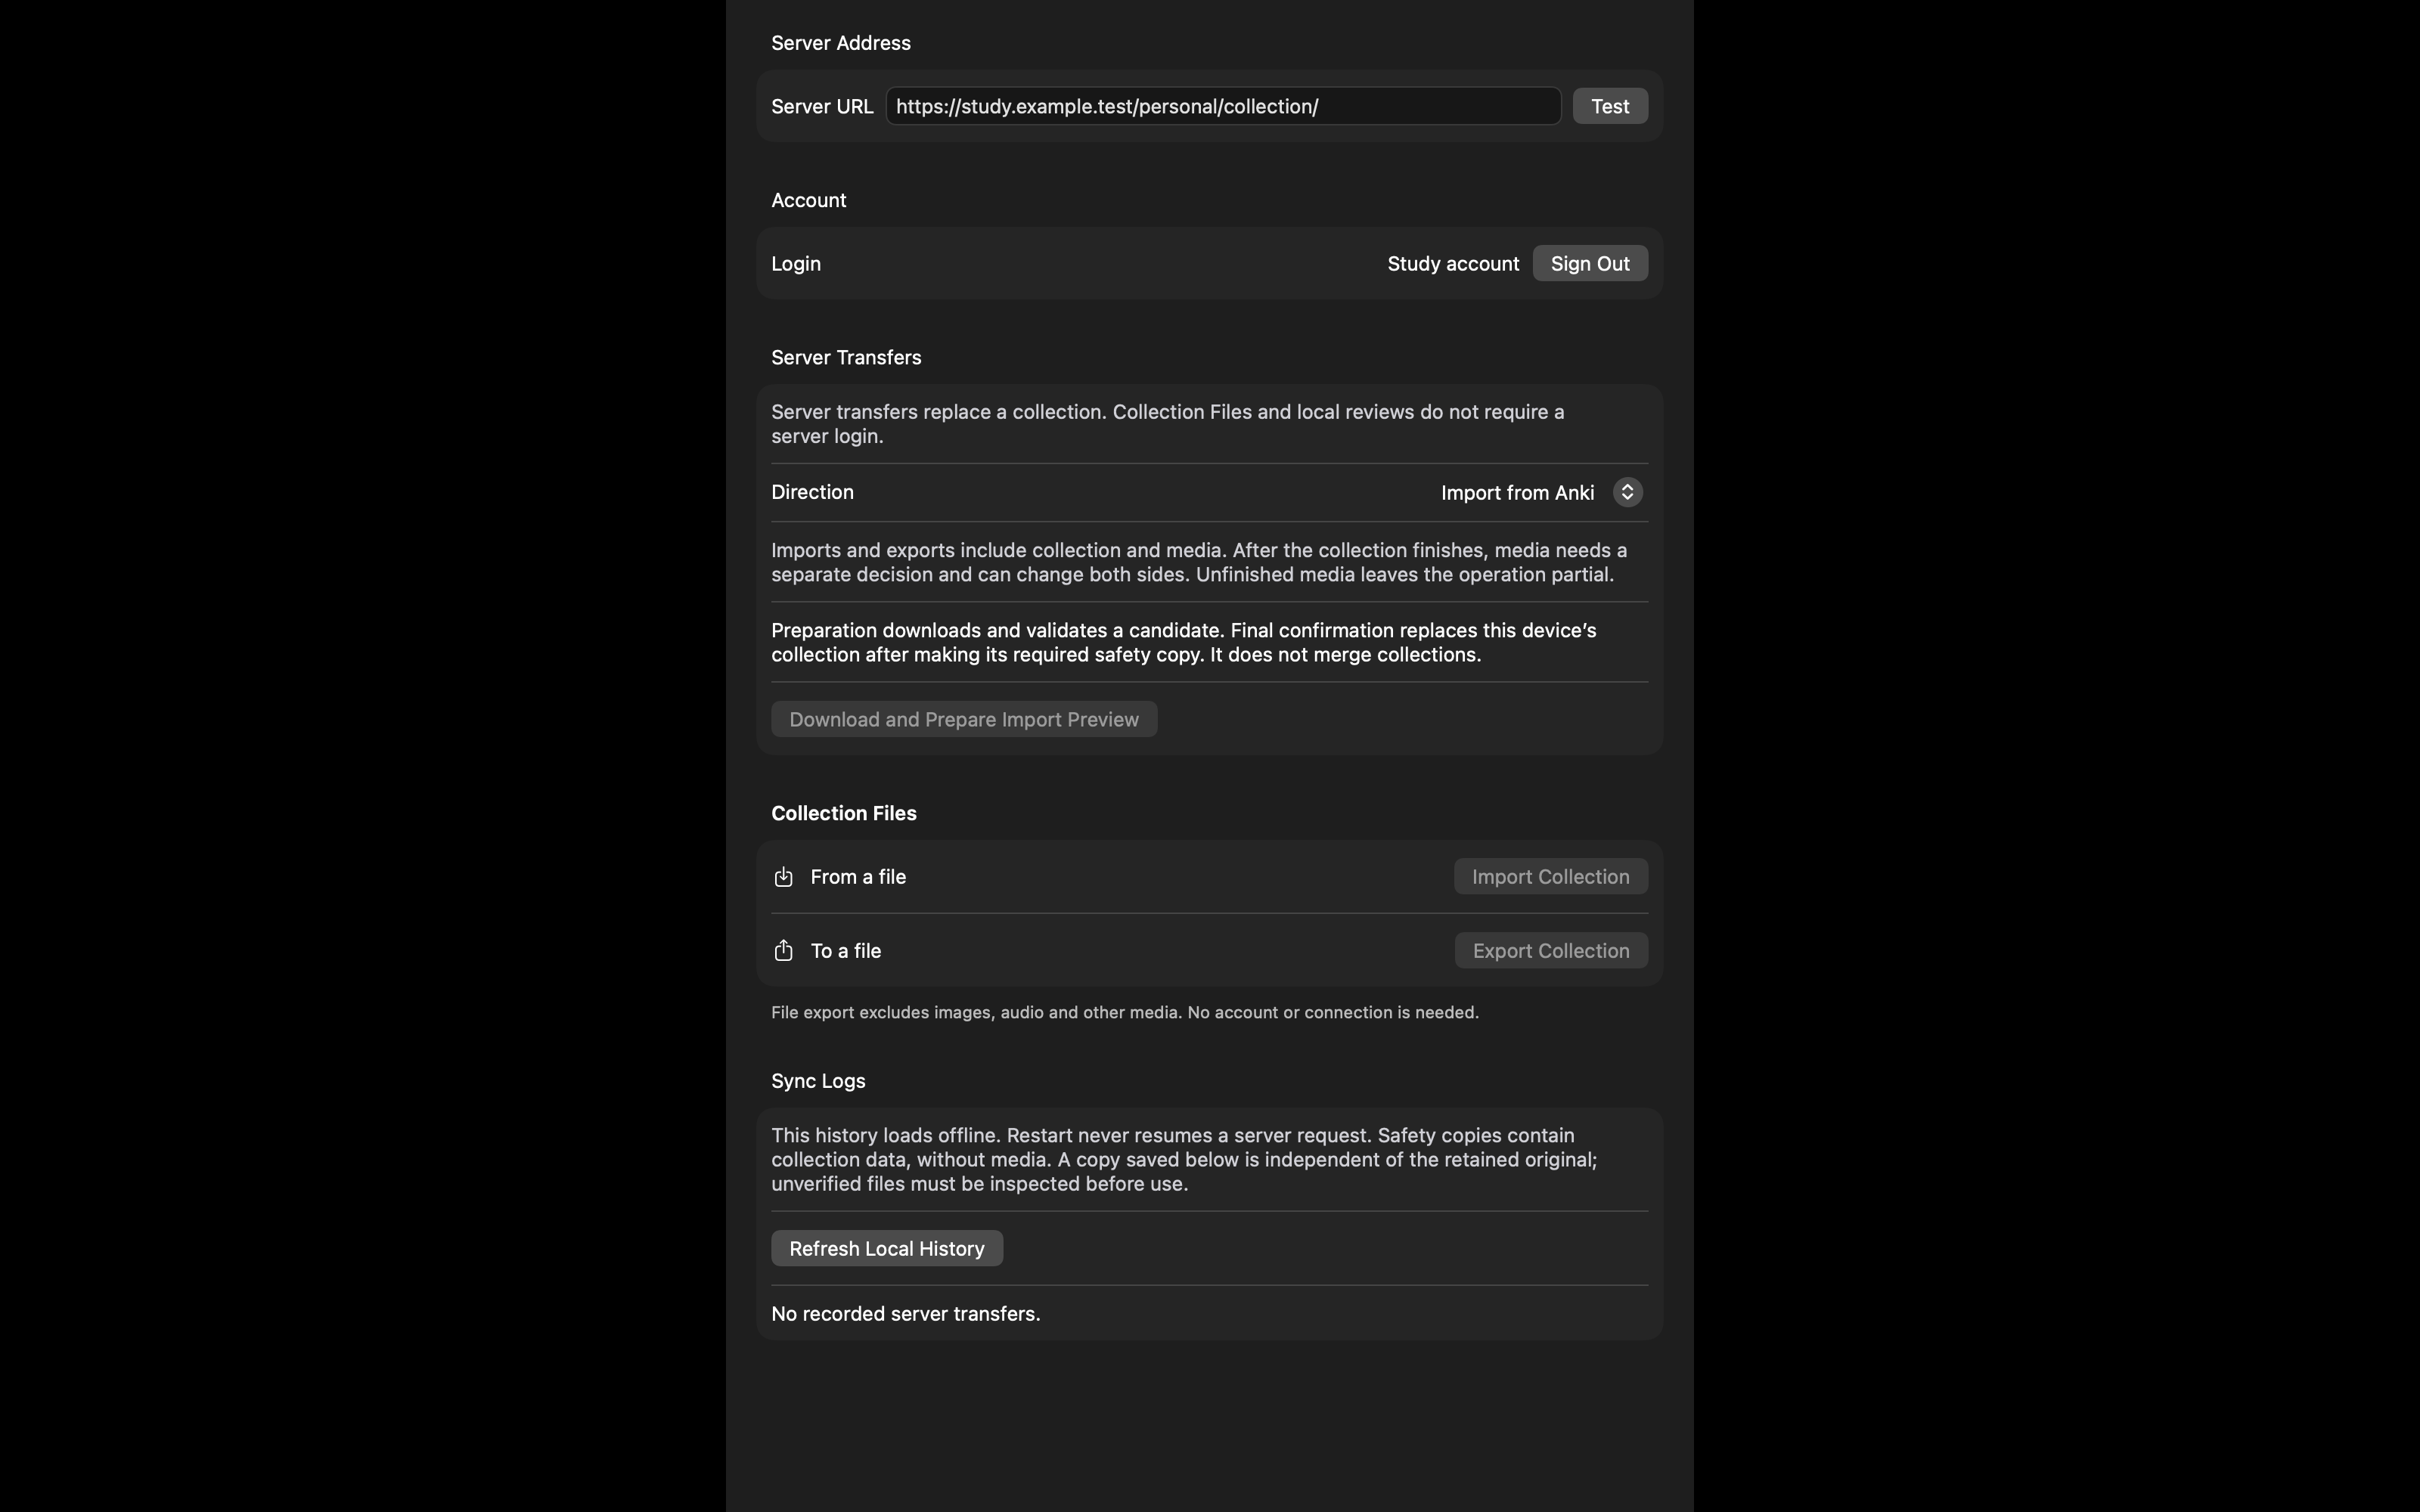 Server Address
Server URL https://study.example.test/personal/collection/ Test
Account
Login Study account Sign Out
Server Transfers
Server transfers replace a collection. Collection Files and local reviews do not require a
server login.
Direction Import from Anki
Imports and exports include collection and media. After the collection finishes, media needs a
separate decision and can change both sides. Unfinished media leaves the operation partial.
Preparation downloads and validates a candidate. Final confirmation replaces this device’s
collection after making its required safety copy. It does not merge collections.
Download and Prepare Import Preview
Collection Files
From a file Import Collection
To a file Export Collection
File export excludes images, audio and other media. No account or connection is needed.
Sync Logs
This history loads offline. Restart never resumes a server request. Safety copies contain
collection data, without media. A copy saved below is independent of the retained original;
unverified files must be inspected before use.
Refresh Local History
No recorded server transfers.